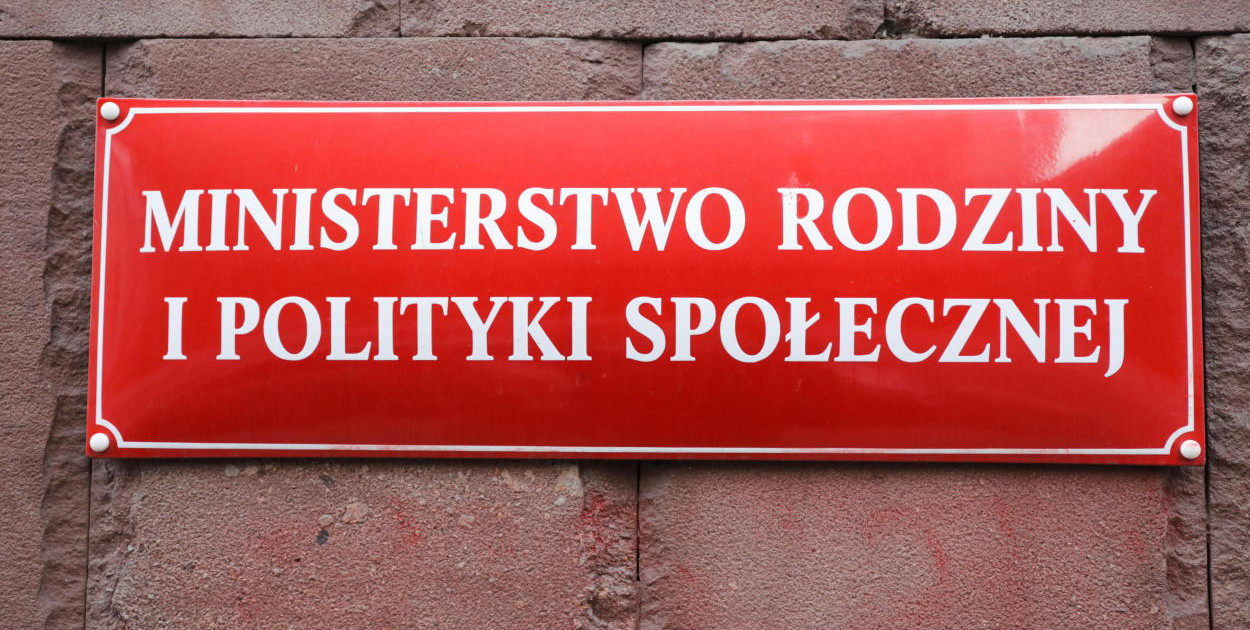 MINISTERSTWO RODZINY
I POLITYKI SPOŁECZNEJ